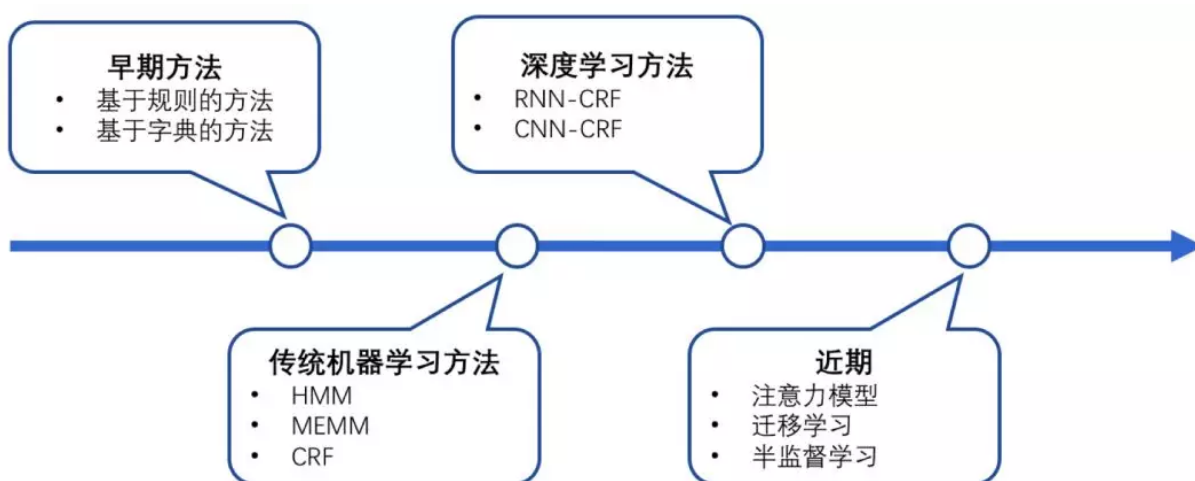 早期方法
• 基于规则的方法
• 基于字典的方法
深度学习方法
• RNN-CRF
• CNN-CRF
传统机器学习方法
• HMM
• MEMM
• CRF
近期
• 注意力模型
• 迁移学习
• 半监督学习